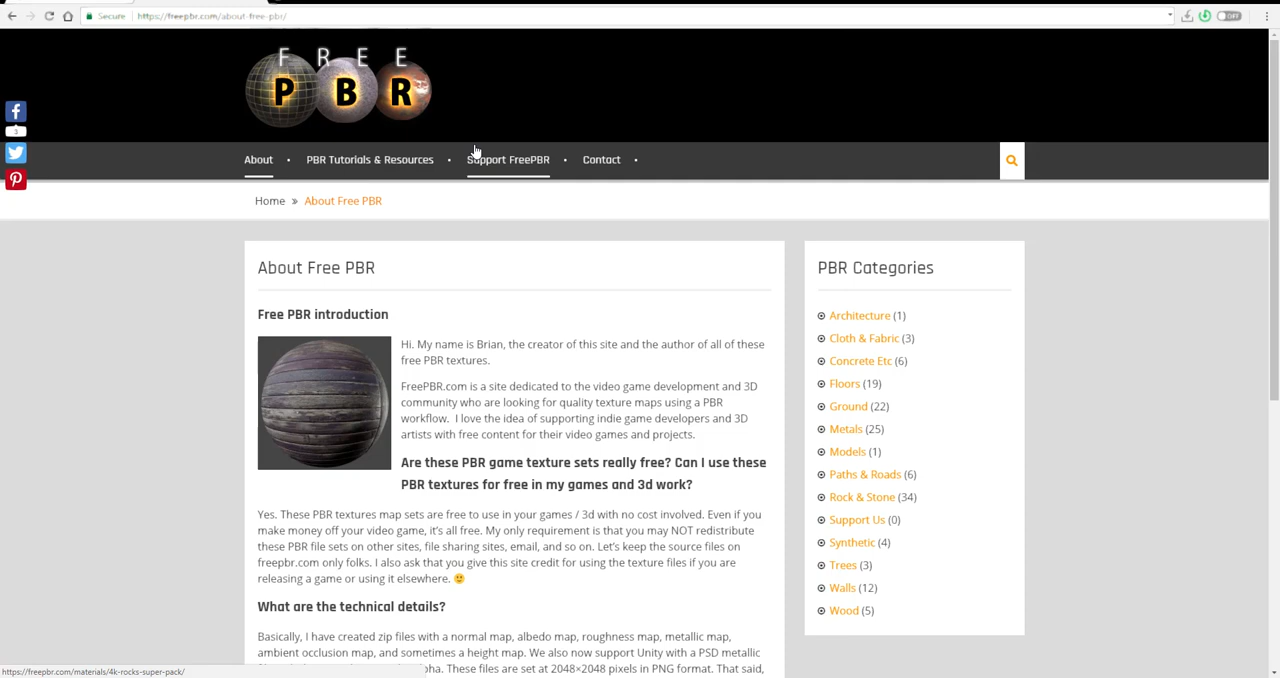 Secure https://freepbr.com/about-free-pbr/
OFF
F R E E
P B R
3
About • PBR Tutorials & Resources • Support FreePBR • Contact •
Home » About Free PBR
About Free PBR
Free PBR introduction
Hi. My name is Brian, the creator of this site and the author of all of these
free PBR textures.
FreePBR.com is a site dedicated to the video game development and 3D
community who are looking for quality texture maps using a PBR
workflow. I love the idea of supporting indie game developers and 3D
artists with free content for their video games and projects.
Are these PBR game texture sets really free? Can I use these
PBR textures for free in my games and 3d work?
Yes. These PBR textures map sets are free to use in your games / 3d with no cost involved. Even if you
make money off your video game, it's all free. My only requirement is that you may NOT redistribute
these PBR file sets on other sites, file sharing sites, email, and so on. Let's keep the source files on
freepbr.com only folks. I also ask that you give this site credit for using the texture files if you are
releasing a game or using it elsewhere. 🙂
What are the technical details?
Basically, I have created zip files with a normal map, albedo map, roughness map, metallic map,
ambient occlusion map, and sometimes a height map. We also now support Unity with a PSD metallic
These files are set at 2048×2048 pixels in PNG format. That said,
PBR Categories
Architecture (1)
Cloth & Fabric (3)
Concrete Etc (6)
Floors (19)
Ground (22)
Metals (25)
Models (1)
Paths & Roads (6)
Rock & Stone (34)
Support Us (0)
Synthetic (4)
Trees (3)
Walls (12)
Wood (5)
https://freepbr.com/materials/4k-rocks-super-pack/